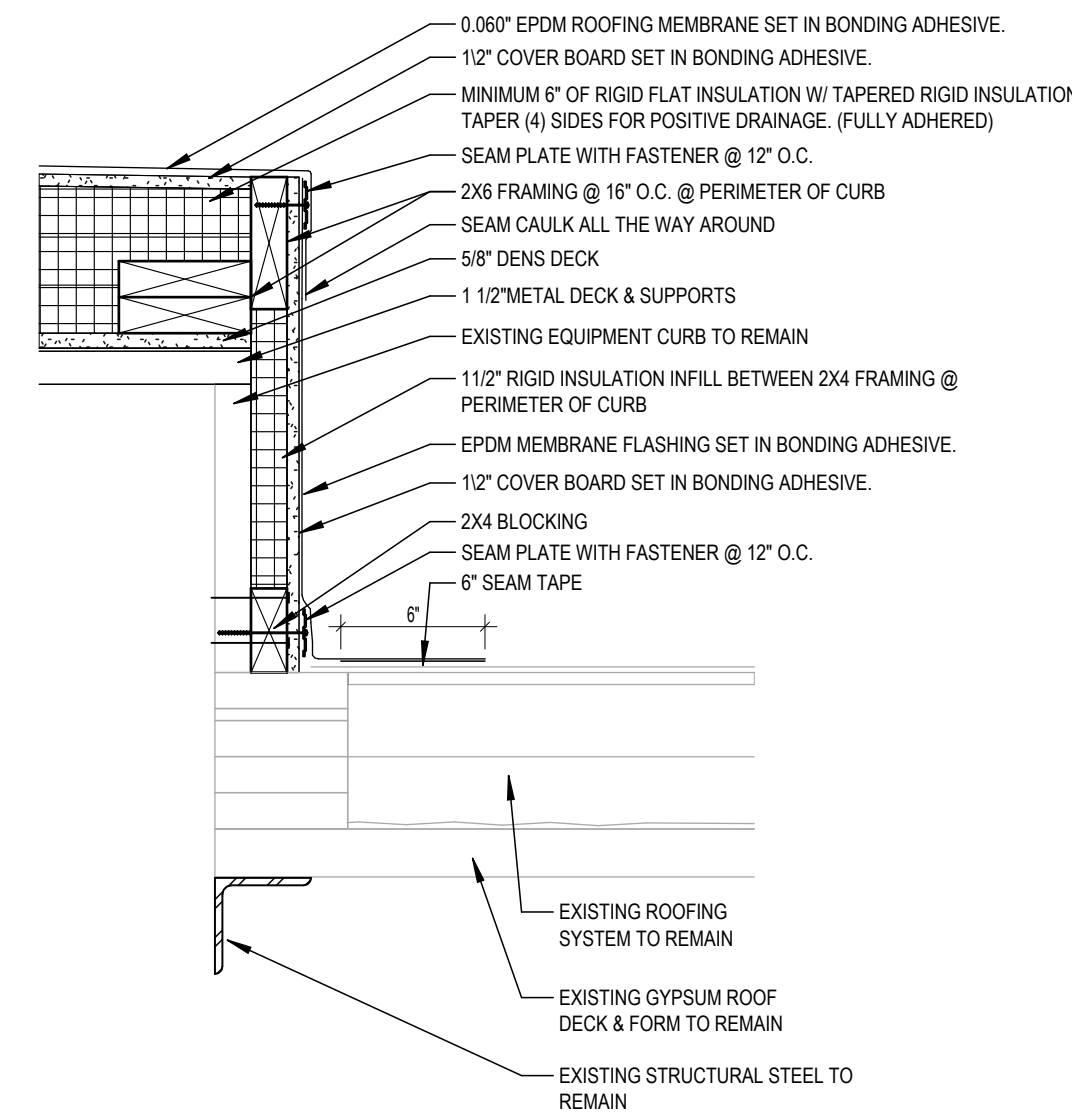 0.060" EPDM ROOFING MEMBRANE SET IN BONDING ADHESIVE.
1\2" COVER BOARD SET IN BONDING ADHESIVE.
MINIMUM 6" OF RIGID FLAT INSULATION W/ TAPERED RIGID INSULATION
TAPER (4) SIDES FOR POSITIVE DRAINAGE. (FULLY ADHERED)
SEAM PLATE WITH FASTENER @ 12" O.C.
2X6 FRAMING @ 16" O.C. @ PERIMETER OF CURB
SEAM CAULK ALL THE WAY AROUND
5/8" DENS DECK
1 1/2"METAL DECK & SUPPORTS
EXISTING EQUIPMENT CURB TO REMAIN
11/2" RIGID INSULATION INFILL BETWEEN 2X4 FRAMING @
PERIMETER OF CURB
EPDM MEMBRANE FLASHING SET IN BONDING ADHESIVE.
1\2" COVER BOARD SET IN BONDING ADHESIVE.
2X4 BLOCKING
SEAM PLATE WITH FASTENER @ 12" O.C.
6" SEAM TAPE
6"
EXISTING ROOFING
SYSTEM TO REMAIN
EXISTING GYPSUM ROOF
DECK & FORM TO REMAIN
EXISTING STRUCTURAL STEEL TO
REMAIN